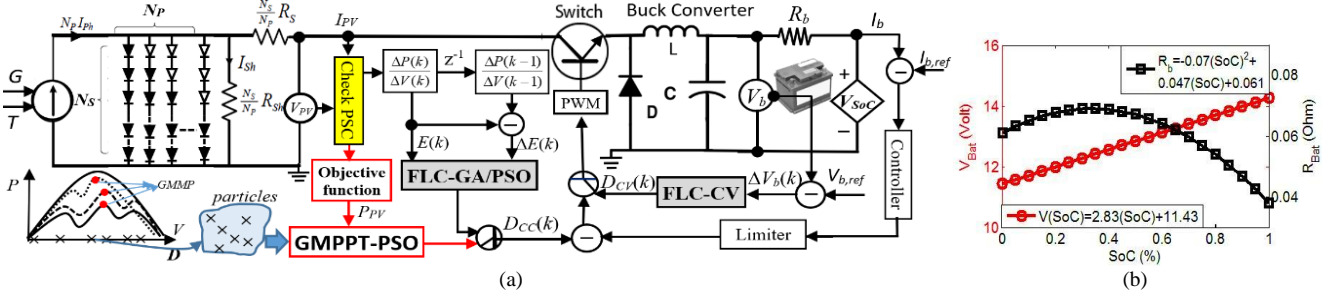 N_P
N_P I_Ph
N_S/N_P R_S
I_PV
Switch
Buck Converter
R_b
I_b
I_b,ref
G
T
N_S
I_Sh
N_S/N_P R_Sh
V_PV
Check PSC
ΔP(k)/ΔV(k)
z⁻¹
ΔP(k−1)/ΔV(k−1)
PWM
L
D
C
V_b
V_SoC
+
−
E(k)
ΔE(k)
Controller
P
GMMP
V
D
Objective function
FLC-GA/PSO
D_CV(k)
FLC-CV
ΔV_b(k)
V_b,ref
particles
P_PV
GMPPT-PSO
D_CC(k)
Limiter
(a)
16
14
12
10
V_Bat (Volt)
R_b=-0.07(SoC)²+
0.047(SoC)+0.061
V(SoC)=2.83(SoC)+11.43
0.08
0.06
0.04
R_Bat (Ohm)
0 0.2 0.4 0.6 0.8 1
SoC (%)
(b)